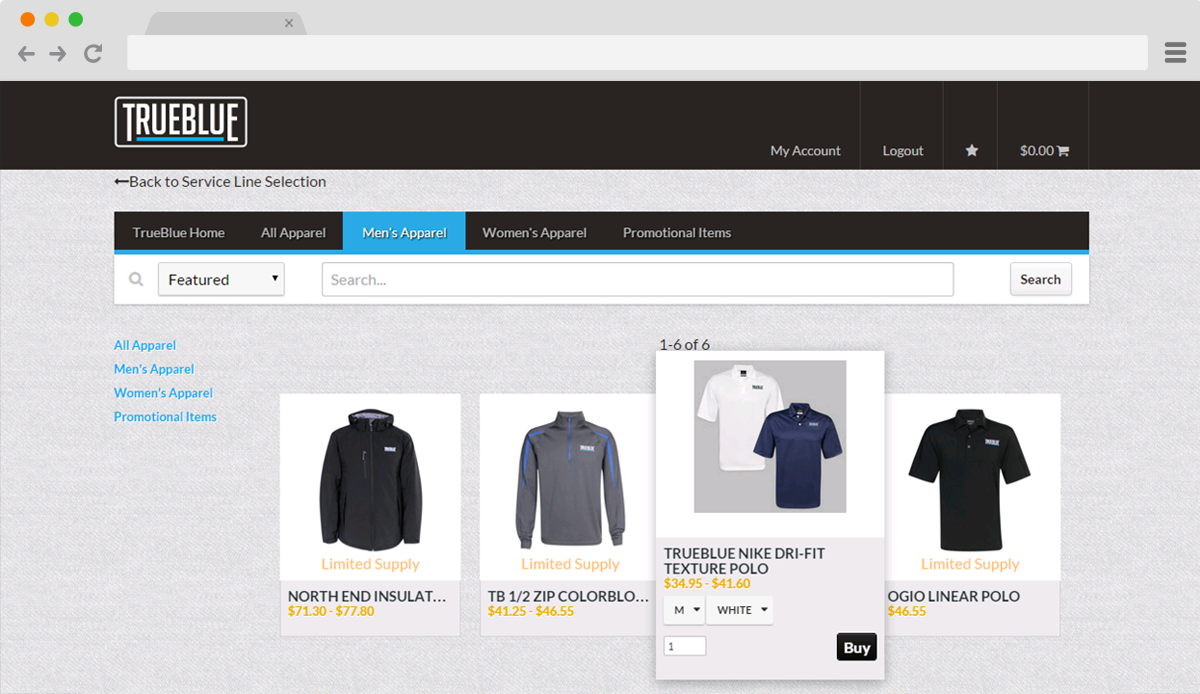 TRUEBLUE
My Account
Logout
$0.00
Back to Service Line Selection
TrueBlue Home
All Apparel
Men's Apparel
Women's Apparel
Promotional Items
Featured
Search...
Search
All Apparel
Men's Apparel
Women's Apparel
Promotional Items
1-6 of 6
Limited Supply
NORTH END INSULAT...
$71.30 - $77.80
Limited Supply
TB 1/2 ZIP COLORBLO...
$41.25 - $46.55
TRUEBLUE NIKE DRI-FIT
TEXTURE POLO
$34.95 - $41.60
M
WHITE
1
Buy
Limited Supply
OGIO LINEAR POLO
$46.55